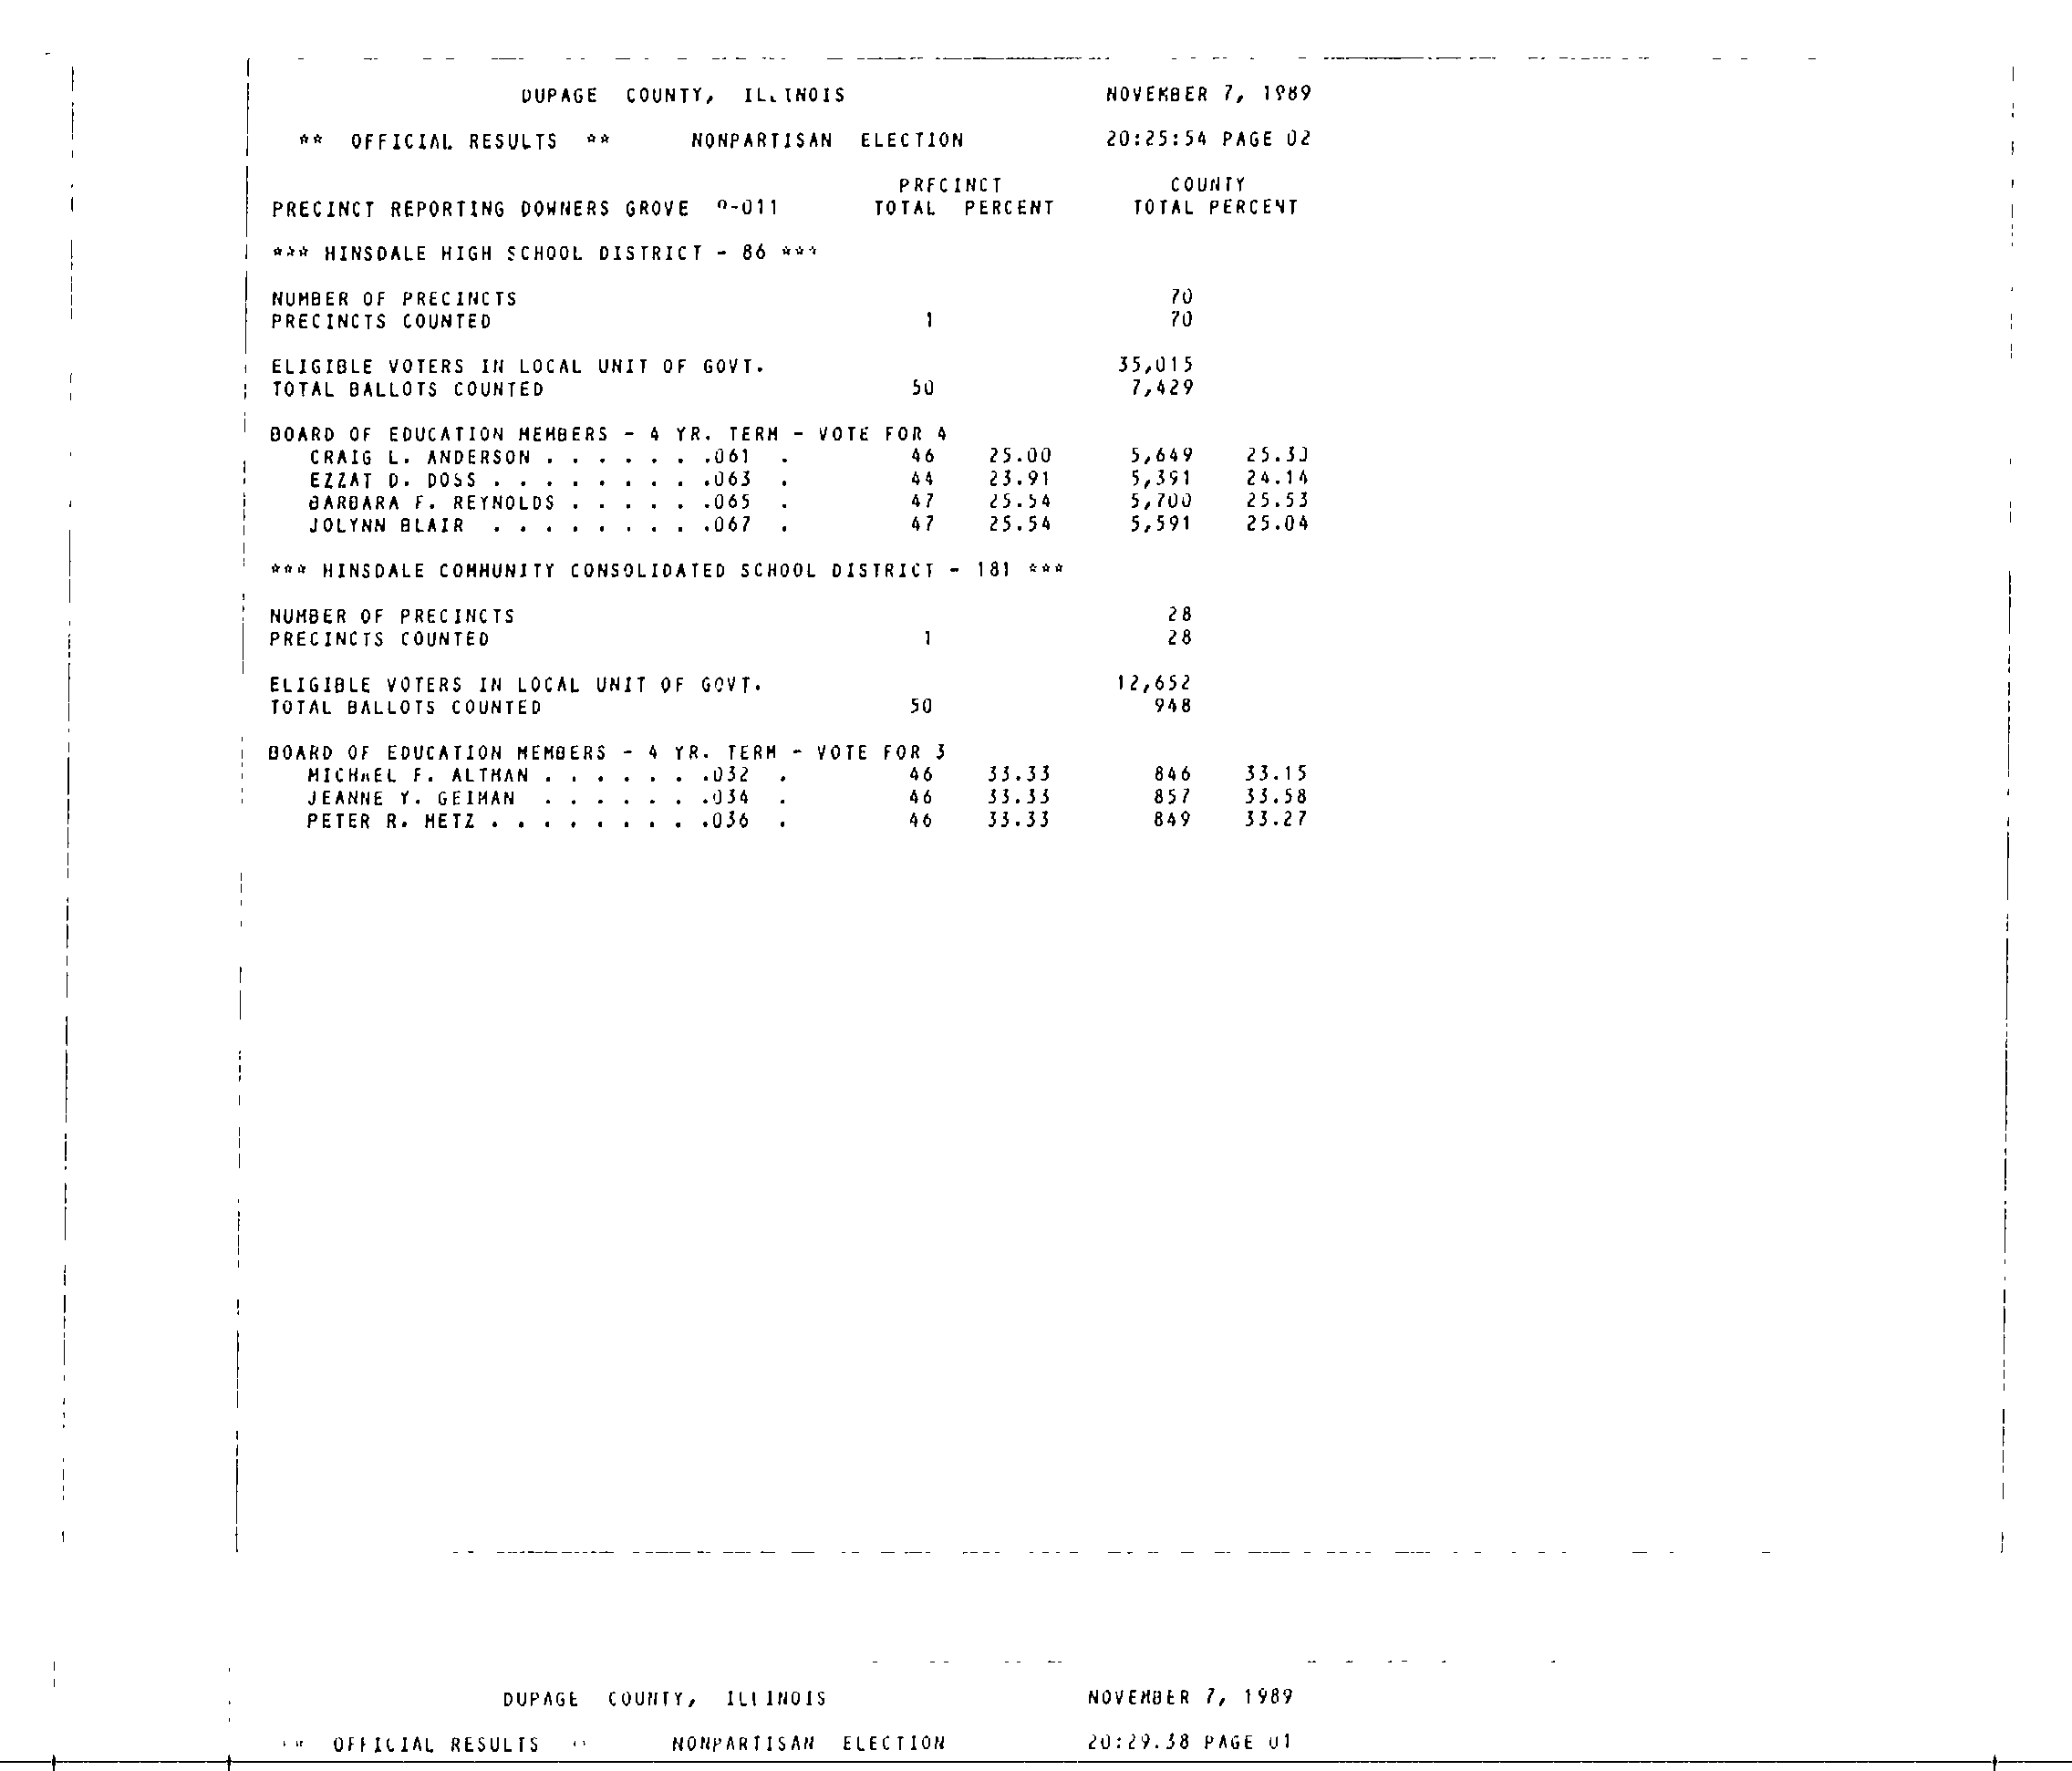 DUPAGE COUNTY, ILLINOIS NOVEMBER 7, 1989
** OFFICIAL RESULTS ** NONPARTISAN ELECTION 20:25:54 PAGE 02
PRECINCT COUNTY
PRECINCT REPORTING DOWNERS GROVE TOTAL PERCENT TOTAL PERCENT
*** HINSDALE HIGH SCHOOL DISTRICT - 86 ***
NUMBER OF PRECINCTS 70
PRECINCTS COUNTED 1 70
ELIGIBLE VOTERS IN LOCAL UNIT OF GOVT. 35,015
TOTAL BALLOTS COUNTED 50 7,429
BOARD OF EDUCATION MEMBERS - 4 YR. TERM - VOTE FOR 4
CRAIG L. ANDERSON . . . . . . .061 . 46 25.00 5,649 25.30
EZZAT D. DOSS . . . . . . . . .063 . 44 23.91 5,391 24.14
BARBARA F. REYNOLDS . . . . . .065 . 47 25.54 5,700 25.53
JOLYNN BLAIR . . . . . . . . .067 . 47 25.54 5,591 25.04
*** HINSDALE COMMUNITY CONSOLIDATED SCHOOL DISTRICT - 181 ***
NUMBER OF PRECINCTS 28
PRECINCTS COUNTED 1 28
ELIGIBLE VOTERS IN LOCAL UNIT OF GOVT. 12,652
TOTAL BALLOTS COUNTED 50 948
BOARD OF EDUCATION MEMBERS - 4 YR. TERM - VOTE FOR 3
MICHAEL F. ALTMAN . . . . . . .032 . 46 33.33 846 33.15
JEANNE Y. GEIMAN . . . . . . .034 . 46 33.33 857 33.58
PETER R. METZ . . . . . . . . .036 . 46 33.33 849 33.27
DUPAGE COUNTY, ILLINOIS NOVEMBER 7, 1989
OFFICIAL RESULTS NONPARTISAN ELECTION 20:29.38 PAGE 01